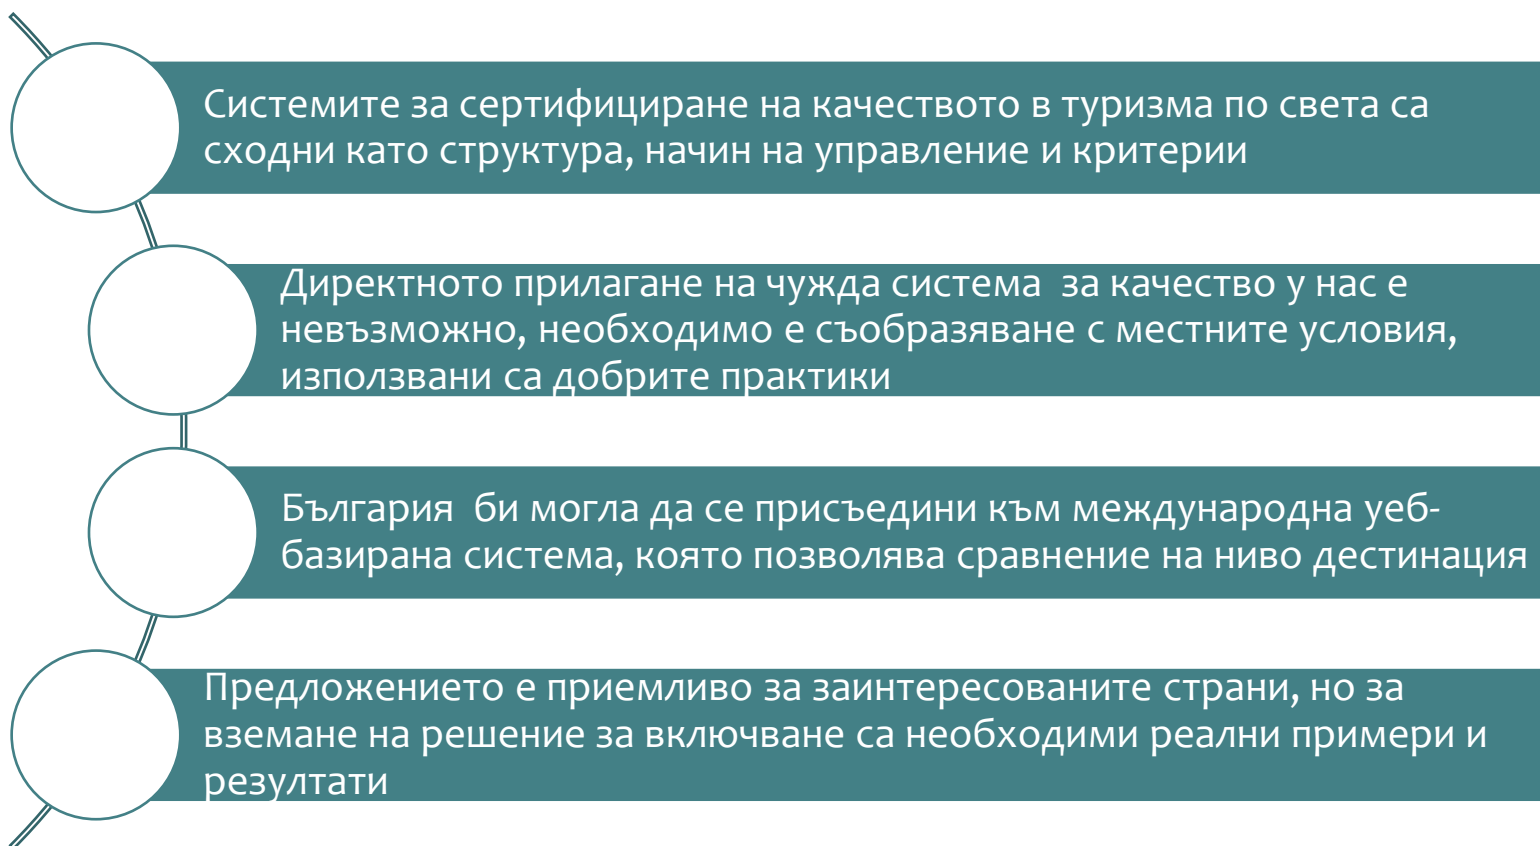 Системите за сертифициране на качеството в туризма по света са
сходни като структура, начин на управление и критерии
Директното прилагане на чужда система  за качество у нас е
невъзможно, необходимо е съобразяване с местните условия,
използвани са добрите практики
България  би могла да се присъедини към международна уеб-
базирана система, която позволява сравнение на ниво дестинация
Предложението е приемливо за заинтересованите страни, но за
вземане на решение за включване са необходими реални примери и
резултати